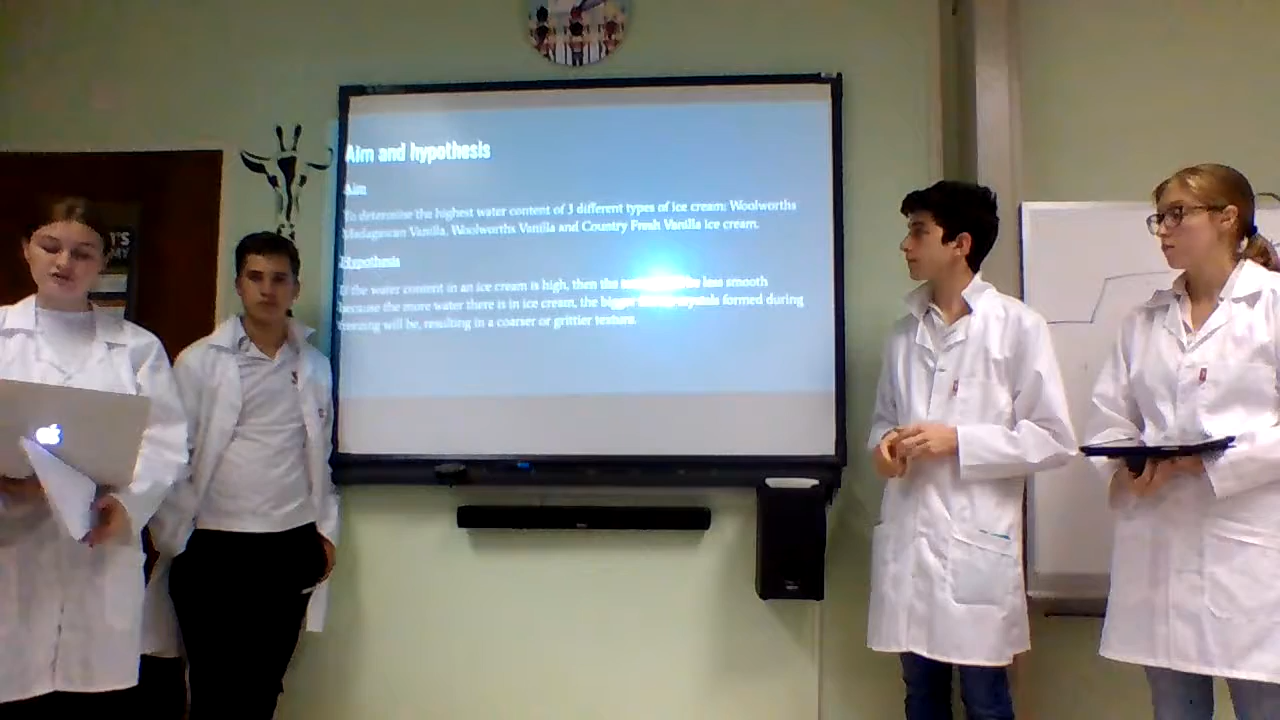 Aim and hypothesis
Aim
To determine the highest water content of 3 different types of ice cream: Woolworths
Madagascan Vanilla, Woolworths Vanilla and Country Fresh Vanilla ice cream.
Hypothesis
If the water content in an ice cream is high, then the less smooth
because the more water there is in ice cream, the bigger crystals formed during
freezing will be, resulting in a coarser or grittier texture.